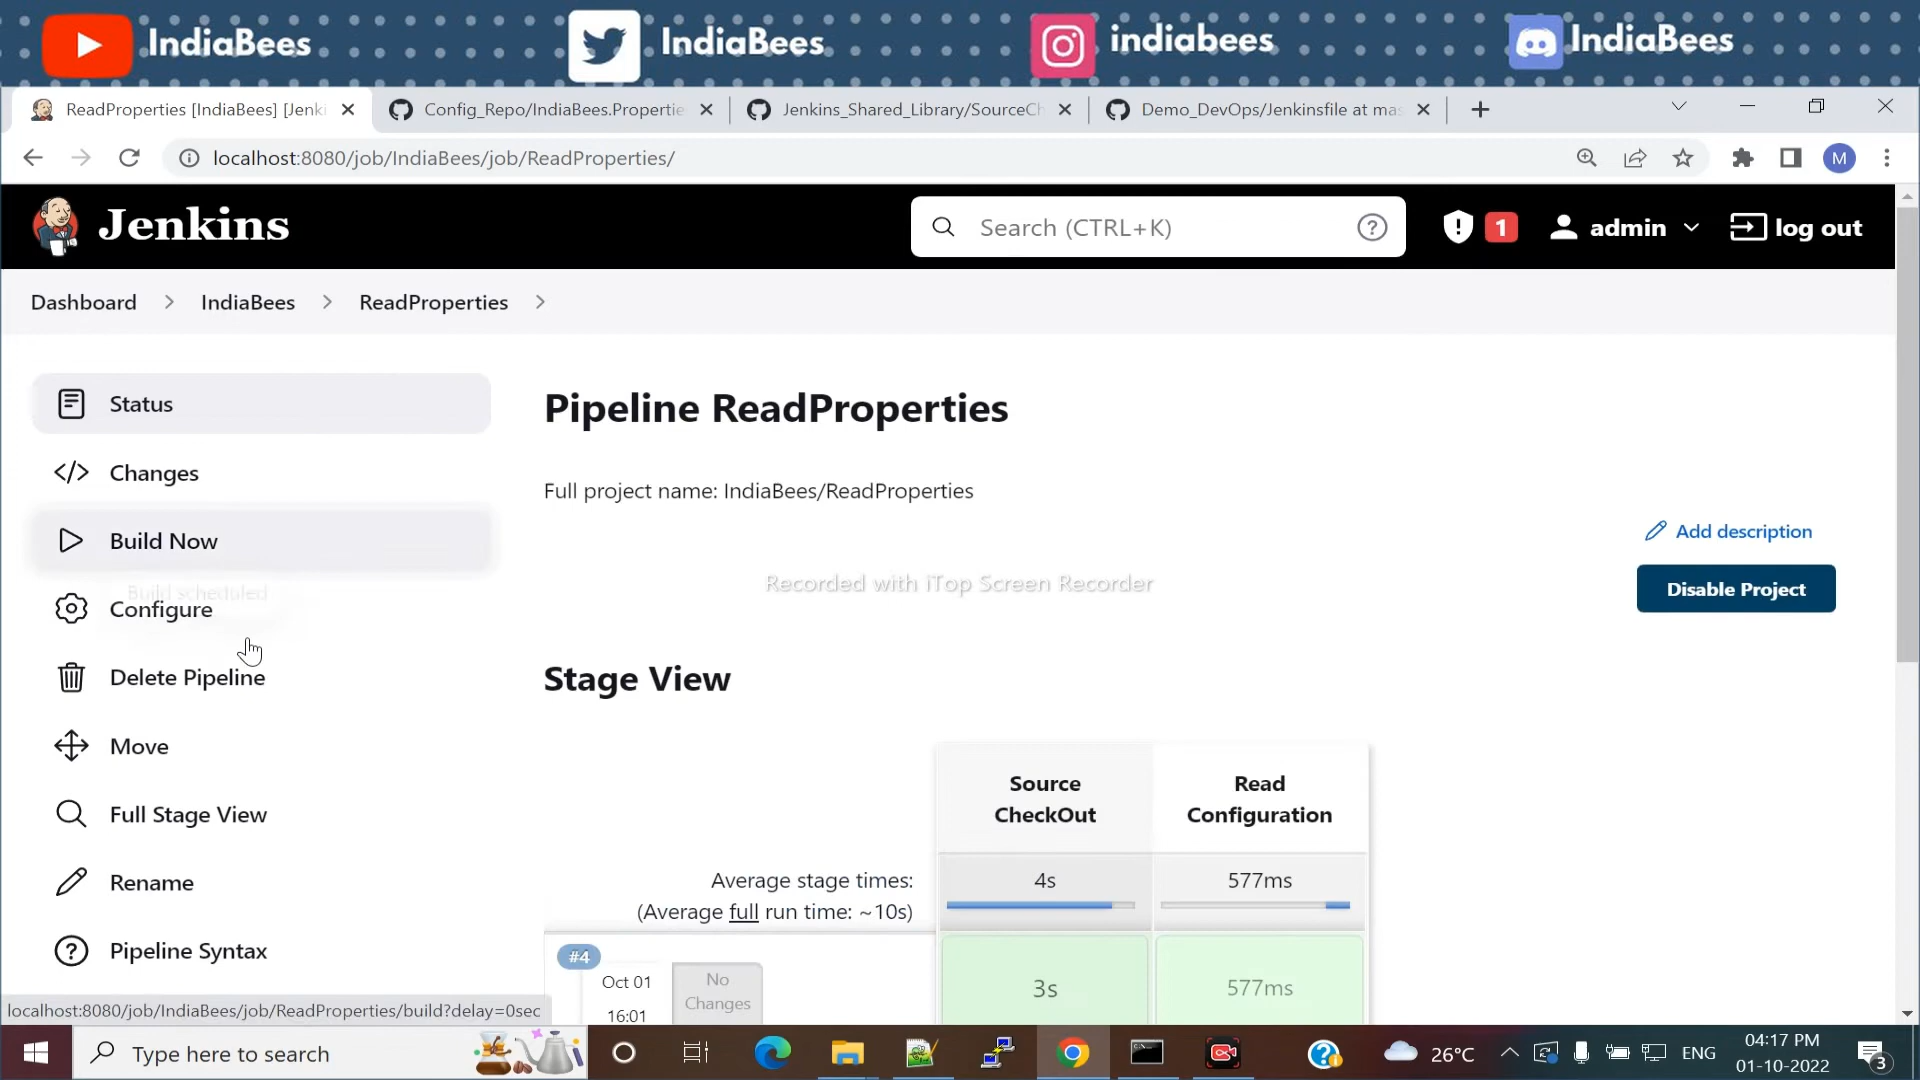 IndiaBees
IndiaBees
indiabees
IndiaBees
ReadProperties [IndiaBees] [Jenki
Config_Repo/IndiaBees.Propertie
Jenkins_Shared_Library/SourceCh
Demo_DevOps/Jenkinsfile at mas
localhost:8080/job/IndiaBees/job/ReadProperties/
M
Jenkins
Search (CTRL+K)
1
admin
log out
Dashboard
IndiaBees
ReadProperties
Status
Changes
Build Now
Build scheduled
Configure
Delete Pipeline
Move
Full Stage View
Rename
Pipeline Syntax
Pipeline ReadProperties
Full project name: IndiaBees/ReadProperties
Add description
Recorded with iTop Screen Recorder
Disable Project
Stage View
Source
CheckOut
Read
Configuration
Average stage times:
(Average full run time: ~10s)
4s
577ms
#4
Oct 01
16:01
No
Changes
3s
577ms
localhost:8080/job/IndiaBees/job/ReadProperties/build?delay=0sec
Type here to search
26°C
ENG
04:17 PM
01-10-2022
3